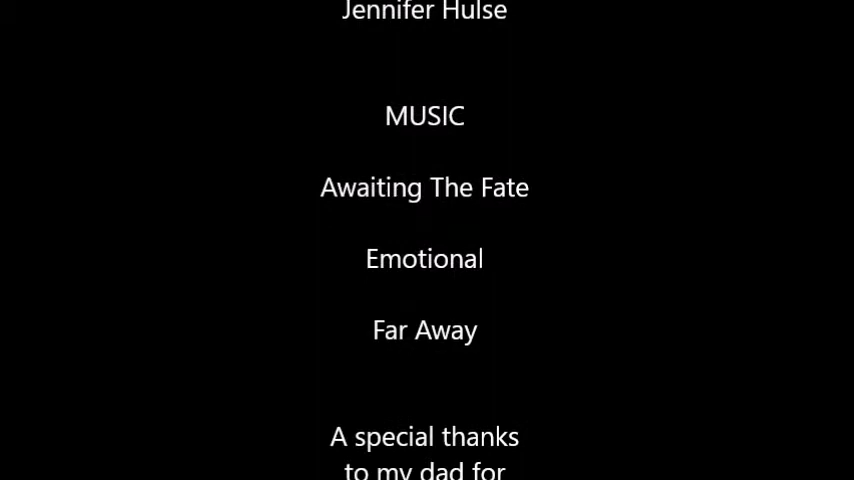 Jennifer Hulse
MUSIC
Awaiting The Fate
Emotional
Far Away
A special thanks
to my dad for